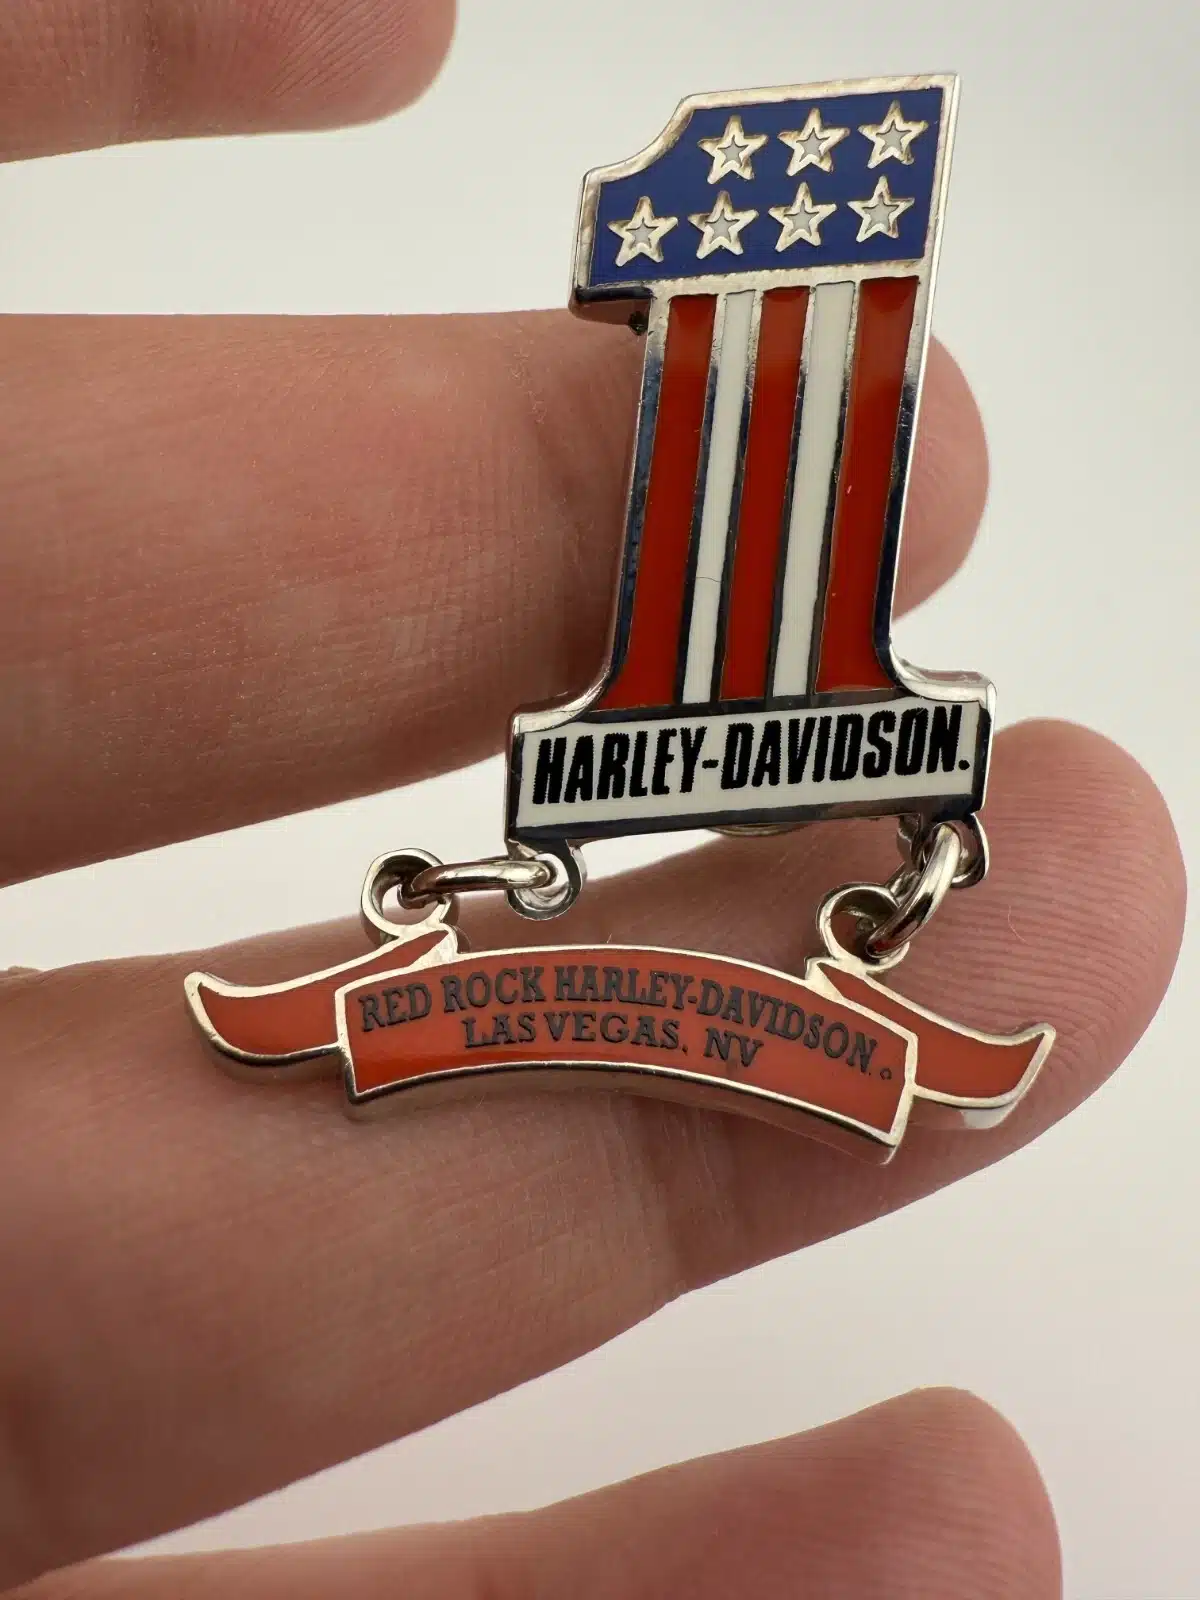 HARLEY-DAVIDSON.
RED ROCK HARLEY-DAVIDSON.
LAS VEGAS, NV